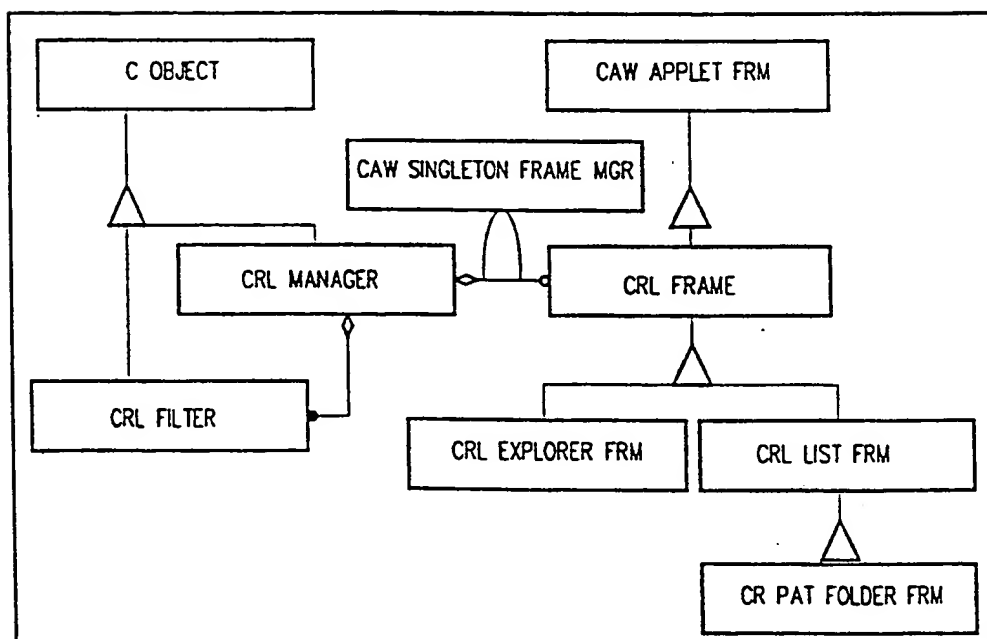 C OBJECT
CAW APPLET FRM
CAW SINGLETON FRAME MGR
CRL MANAGER
CRL FRAME
CRL FILTER
CRL EXPLORER FRM
CRL LIST FRM
CR PAT FOLDER FRM